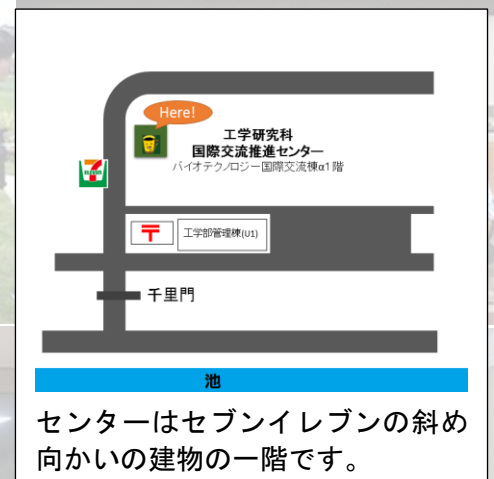 Here!
工学研究科
国際交流推進センター
バイオテクノロジー国際交流棟α1階
ELEVEN
工学部管理棟(U1)
千里門
池
センターはセブンイレブンの斜め
向かいの建物の一階です。